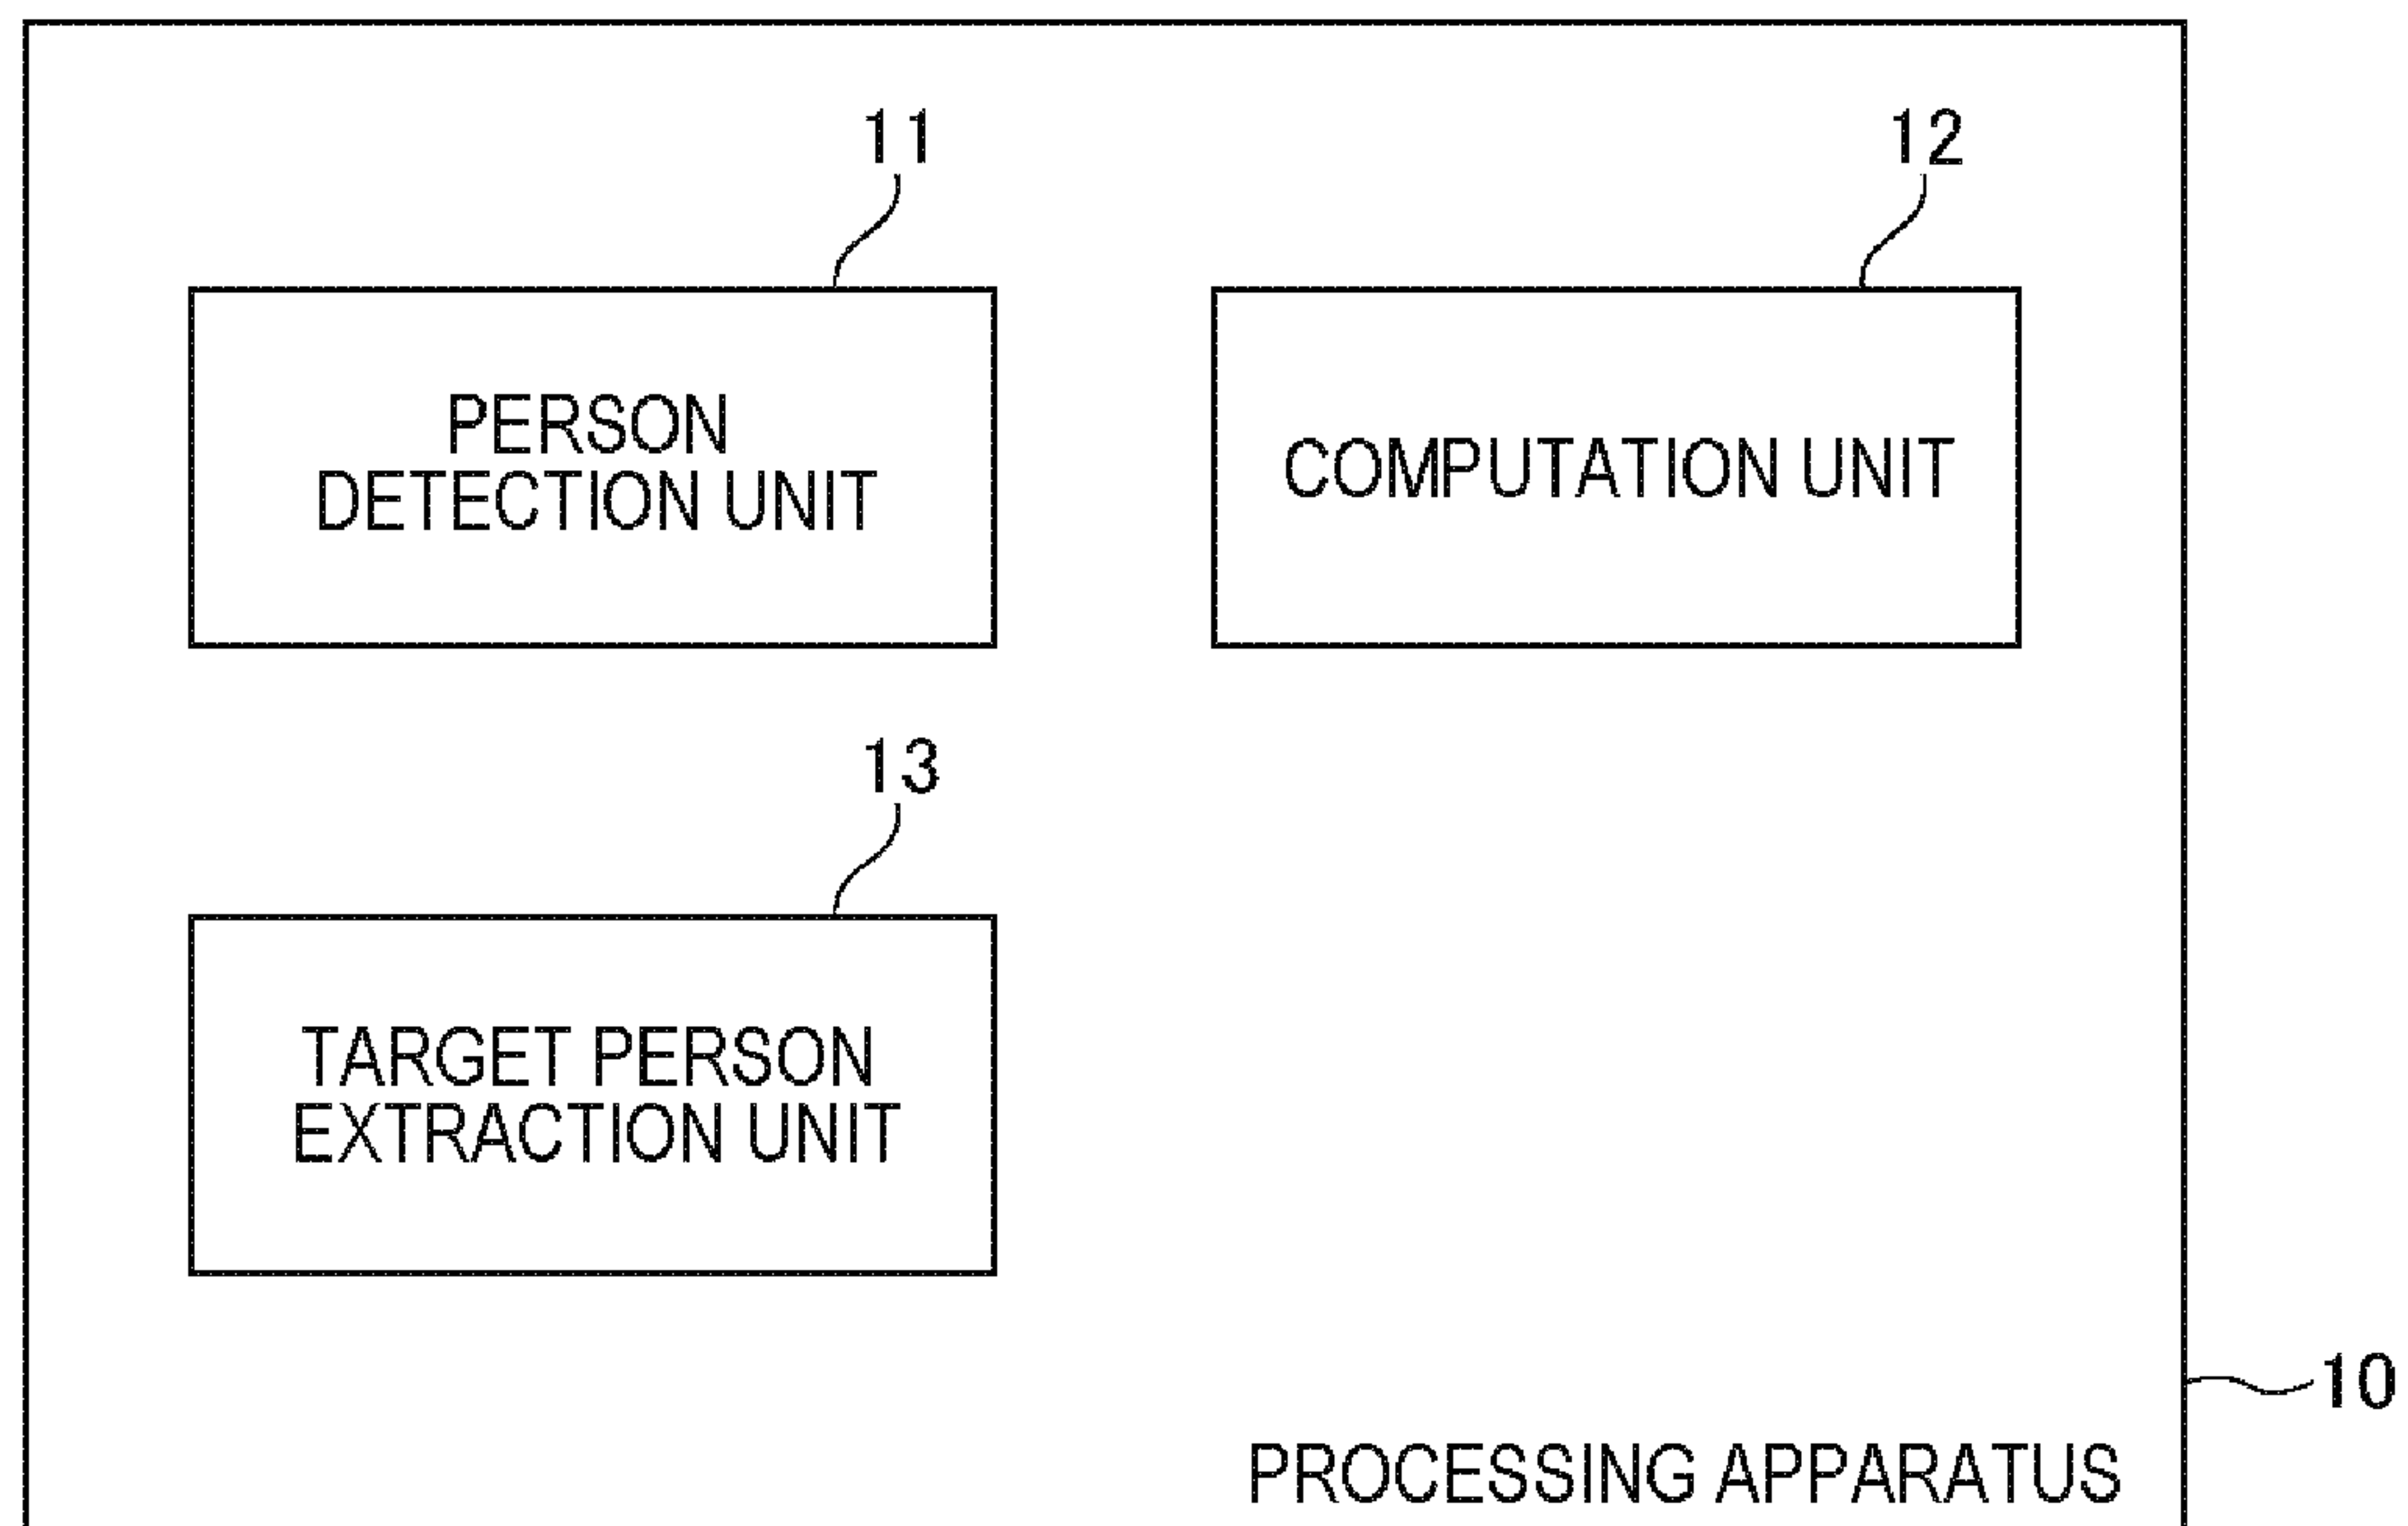 11
12
PERSON
DETECTION UNIT
COMPUTATION UNIT
13
TARGET PERSON
EXTRACTION UNIT
10
PROCESSING APPARATUS